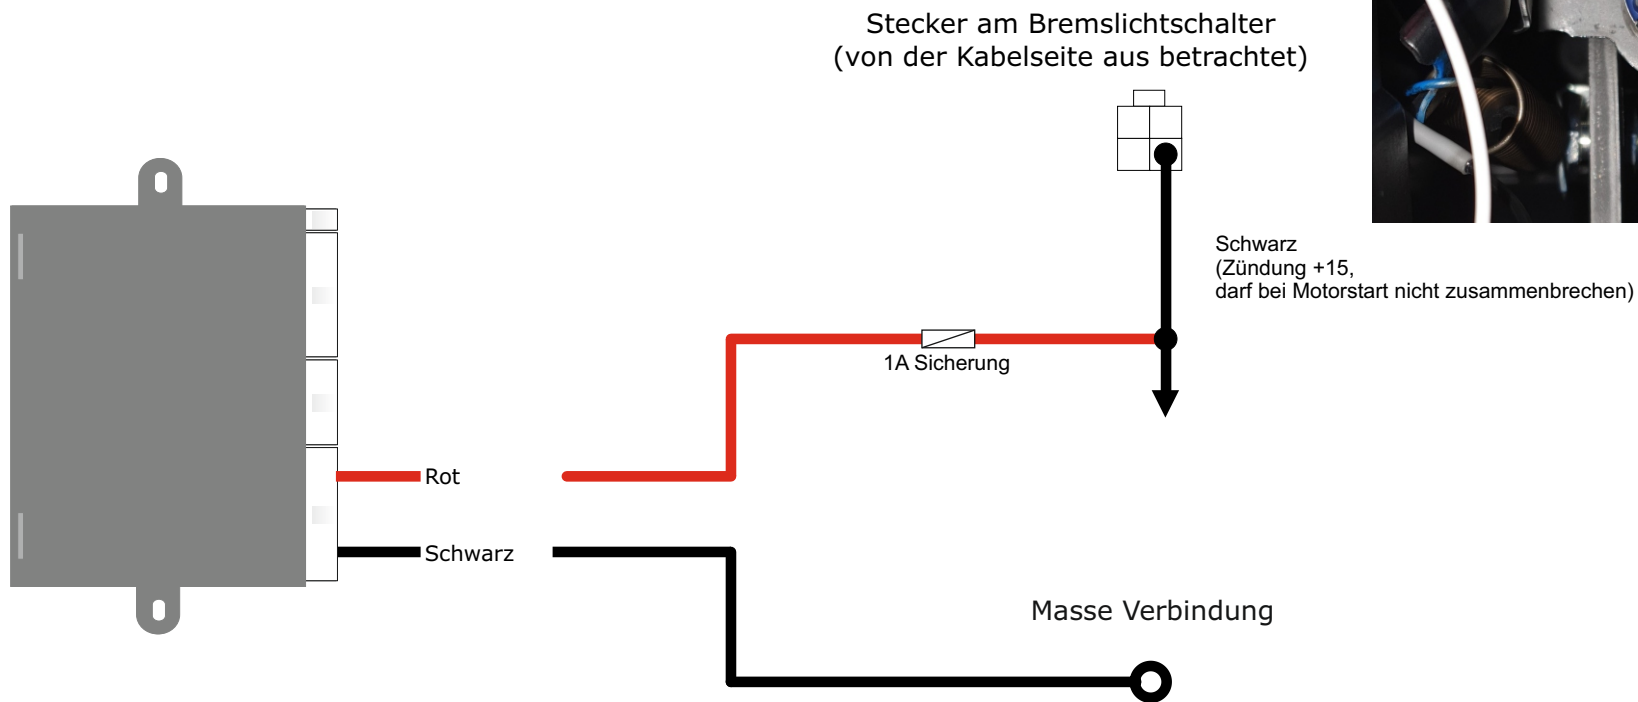 Stecker am Bremslichtschalter
(von der Kabelseite aus betrachtet)
Schwarz
(Zündung +15,
darf bei Motorstart nicht zusammenbrechen)
1A Sicherung
Rot
Schwarz
Masse Verbindung